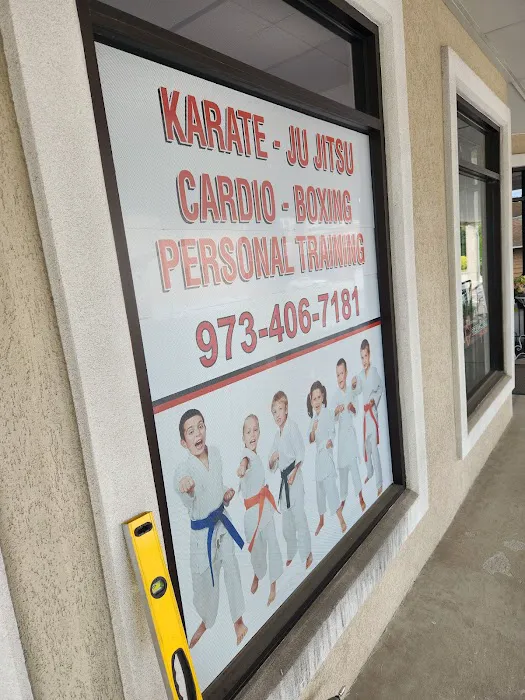 KARATE - JU JITSU
CARDIO - BOXING
PERSONAL TRAINING
973-406-7181